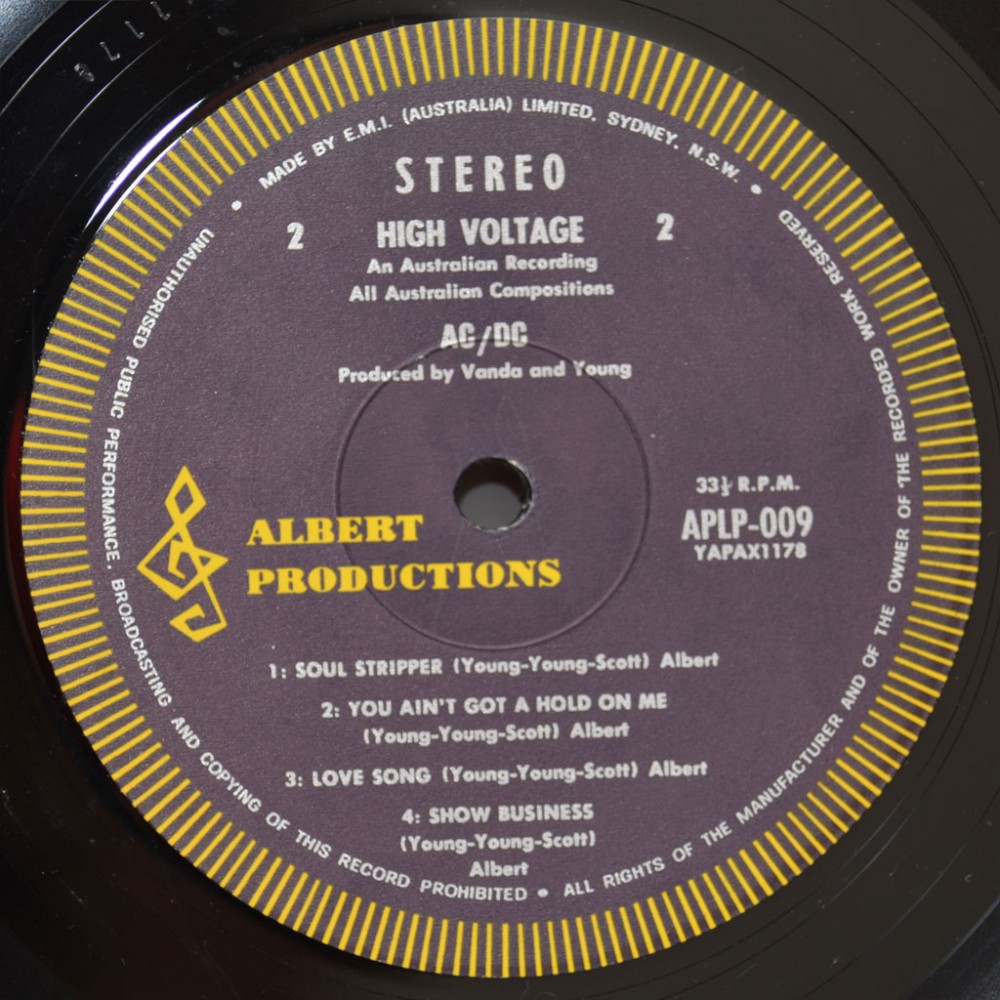 1178
MADE BY E.M.I. (AUSTRALIA) LIMITED. SYDNEY, N.S.W.
STEREO
2 HIGH VOLTAGE 2
An Australian Recording
All Australian Compositions
AC/DC
Produced by Vanda and Young
33⅓ R.P.M.
APLP-009
YAPAX1178
ALBERT
PRODUCTIONS
1: SOUL STRIPPER (Young-Young-Scott) Albert
2: YOU AIN'T GOT A HOLD ON ME
(Young-Young-Scott) Albert
3: LOVE SONG (Young-Young-Scott) Albert
4: SHOW BUSINESS
(Young-Young-Scott)
Albert
UNAUTHORISED PUBLIC PERFORMANCE. BROADCASTING AND COPYING OF THIS RECORD PROHIBITED • ALL RIGHTS OF THE MANUFACTURER AND OF THE OWNER OF THE RECORDED WORK RESERVED